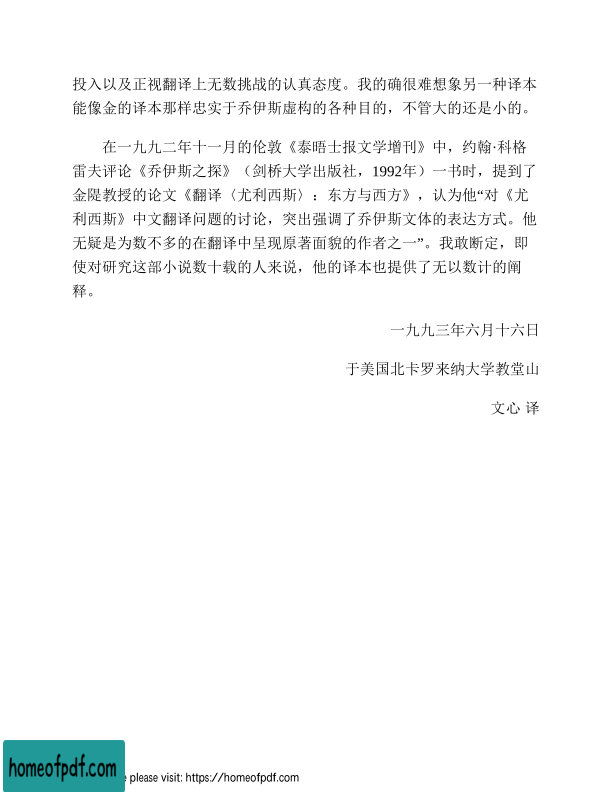 投入以及正视翻译上无数挑战的认真态度。我的确很难想象另一种译本
能像金的译本那样忠实于乔伊斯虚构的各种目的，不管大的还是小的。
在一九九二年十一月的伦敦《泰晤士报文学增刊》中，约翰·科格
雷夫评论《乔伊斯之探》（剑桥大学出版社，1992年）一书时，提到了
金隄教授的论文《翻译〈尤利西斯〉：东方与西方》，认为他“对《尤
利西斯》中文翻译问题的讨论，突出强调了乔伊斯文体的表达方式。他
无疑是为数不多的在翻译中呈现原著面貌的作者之一”。我敢断定，即
使对研究这部小说数十载的人来说，他的译本也提供了无以数计的阐
释。
一九九三年六月十六日
于美国北卡罗来纳大学教堂山
文心 译
homeofpdf.com
please visit: https://homeofpdf.com